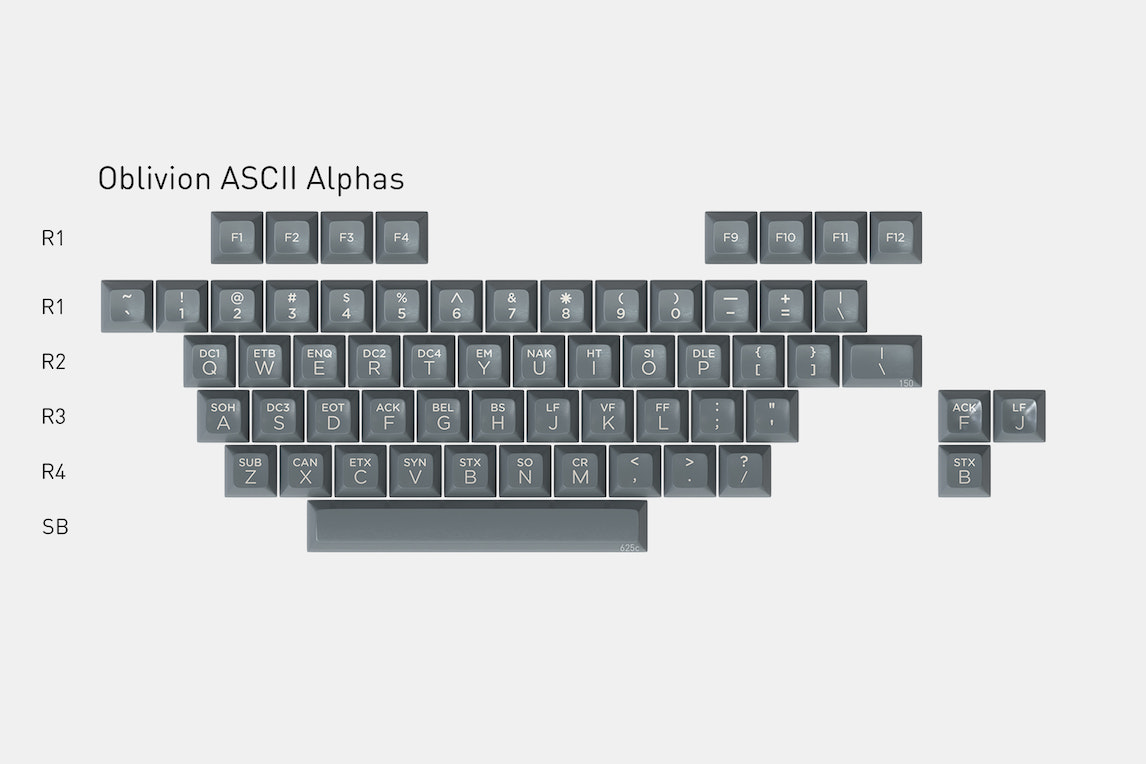 Oblivion ASCII Alphas
R1 F1 F2 F3 F4 F9 F10 F11 F12
R1 ~ ! @ # $ % ^ & * ( ) — + |
` 1 2 3 4 5 6 7 8 9 0 - = \
R2 DC1 ETB ENQ DC2 DC4 EM NAK HT SI DLE { } |
Q W E R T Y U I O P [ ] \
150
R3 SOH DC3 EOT ACK BEL BS LF VF FF : " ACK LF
A S D F G H J K L ; ' F J
R4 SUB CAN ETX SYN STX SO CR < > ? STX
Z X C V B N M , . / B
SB
625c